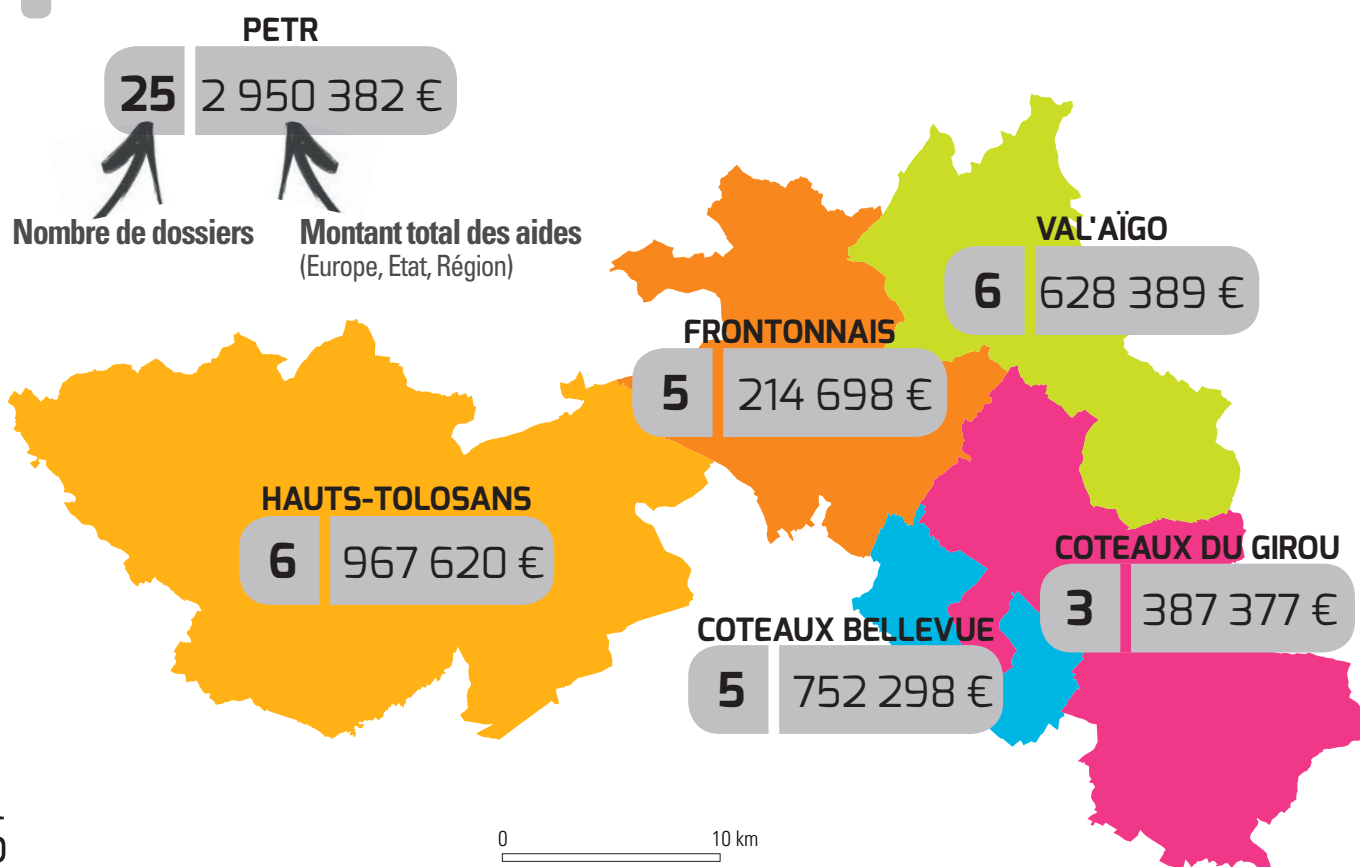 PETR
25 2 950 382 €
Nombre de dossiers
Montant total des aides
(Europe, Etat, Région)
VAL'AÏGO
6 628 389 €
FRONTONNAIS
5 214 698 €
HAUTS-TOLOSANS
6 967 620 €
COTEAUX DU GIROU
3 387 377 €
COTEAUX BELLEVUE
5 752 298 €
0 10 km